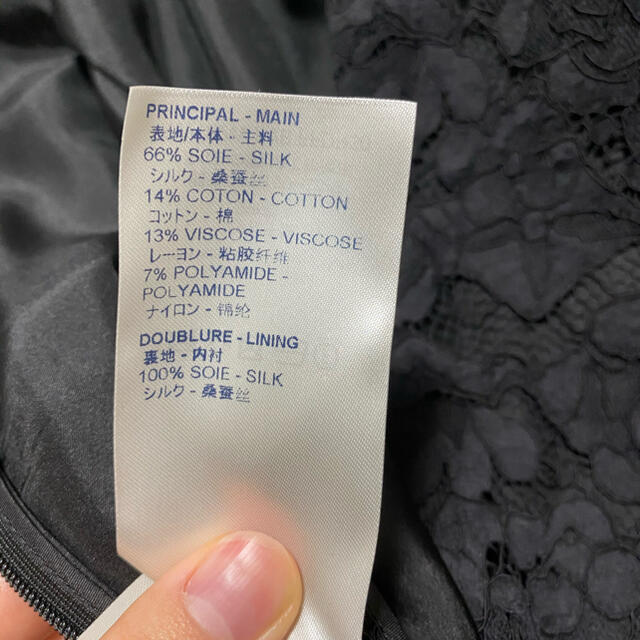 PRINCIPAL - MAIN
表地/本体 - 主料
66% SOIE - SILK
シルク - 桑蚕丝
14% COTON - COTTON
コットン - 棉
13% VISCOSE - VISCOSE
レーヨン - 粘胶纤维
7% POLYAMIDE -
POLYAMIDE
ナイロン - 锦纶
DOUBLURE - LINING
裏地 - 内衬
100% SOIE - SILK
シルク - 桑蚕丝